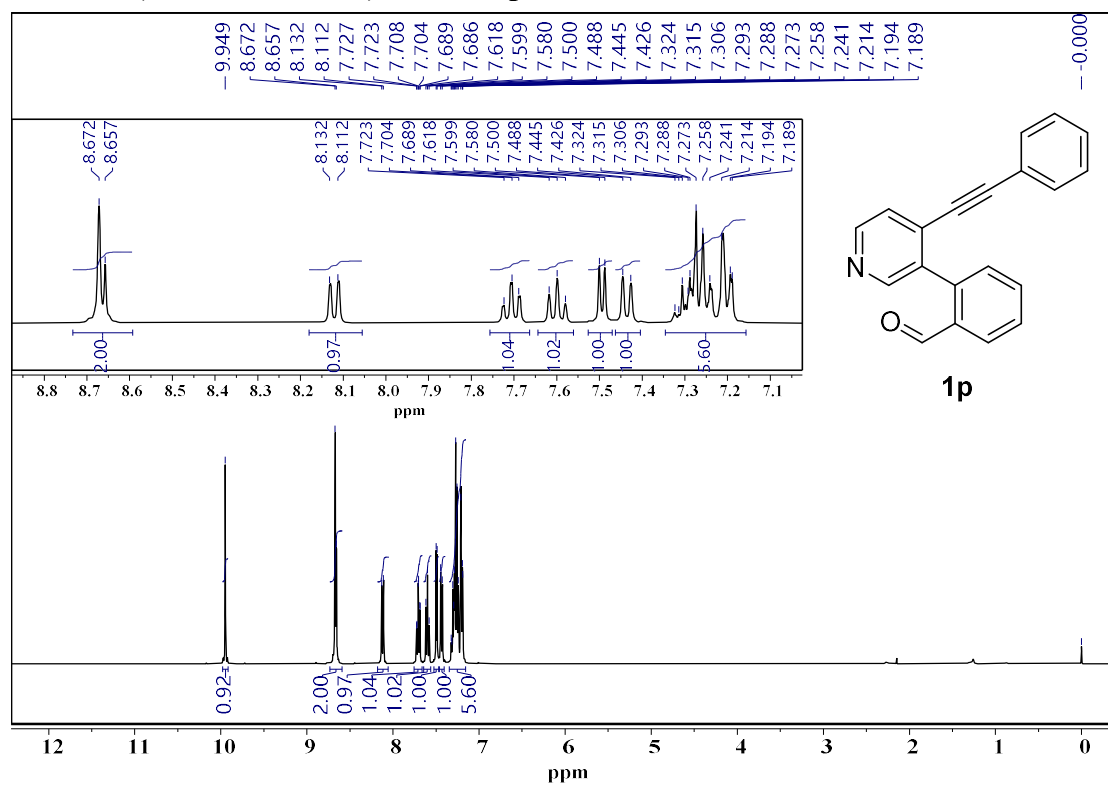 9.949 8.672 8.657 8.132 8.112 7.727 7.723 7.708 7.704 7.689 7.686 7.618 7.599 7.580 7.500 7.488 7.445 7.426 7.324 7.315 7.306 7.293 7.288 7.273 7.258 7.241 7.214 7.194 7.189 -0.000
8.672 8.657 8.132 8.112 7.723 7.704 7.689 7.618 7.599 7.580 7.500 7.488 7.445 7.426 7.324 7.315 7.306 7.293 7.288 7.273 7.258 7.241 7.214 7.194 7.189
N
O
1p
2.00 0.97 1.04 1.02 1.00 1.00 5.60
8.8 8.7 8.6 8.5 8.4 8.3 8.2 8.1 8.0 7.9 7.8 7.7 7.6 7.5 7.4 7.3 7.2 7.1
ppm
0.92 2.00 0.97 1.04 1.02 1.00 1.00 5.60
12 11 10 9 8 7 6 5 4 3 2 1 0
ppm